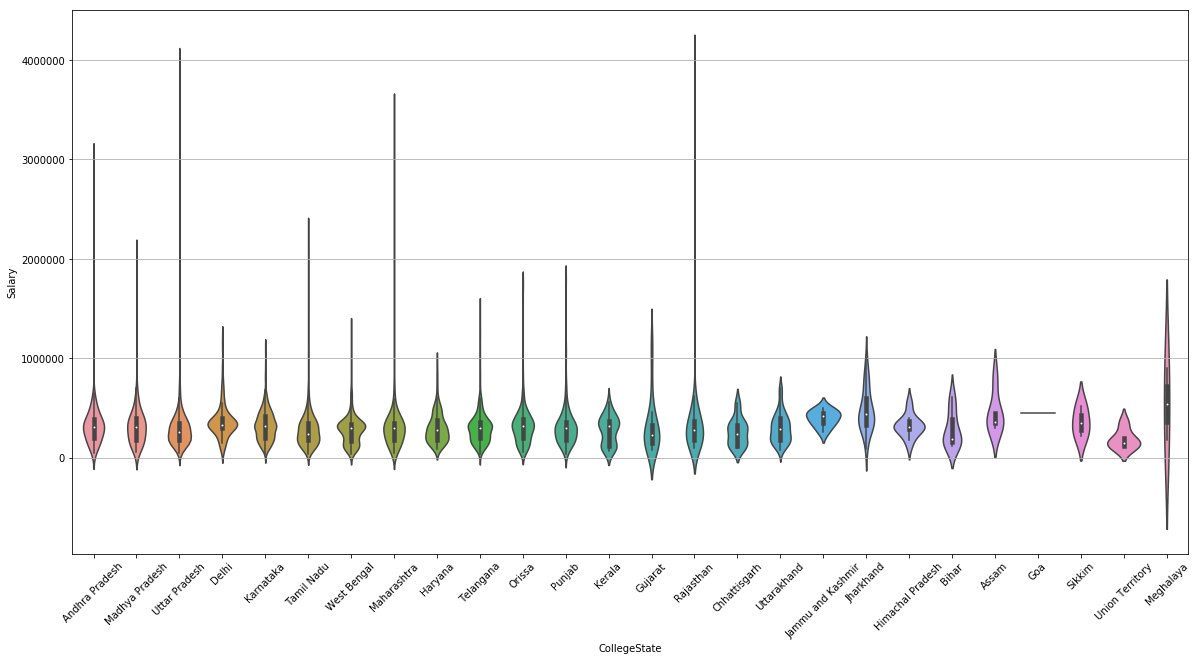 4000000
3000000
2000000
1000000
0
Salary
Andhra Pradesh
Madhya Pradesh
Uttar Pradesh
Delhi
Karnataka
Tamil Nadu
West Bengal
Maharashtra
Haryana
Telangana
Orissa
Punjab
Kerala
Gujarat
Rajasthan
Chhattisgarh
Uttarakhand
Jammu and Kashmir
Jharkhand
Himachal Pradesh
Bihar
Assam
Goa
Sikkim
Union Territory
Meghalaya
CollegeState